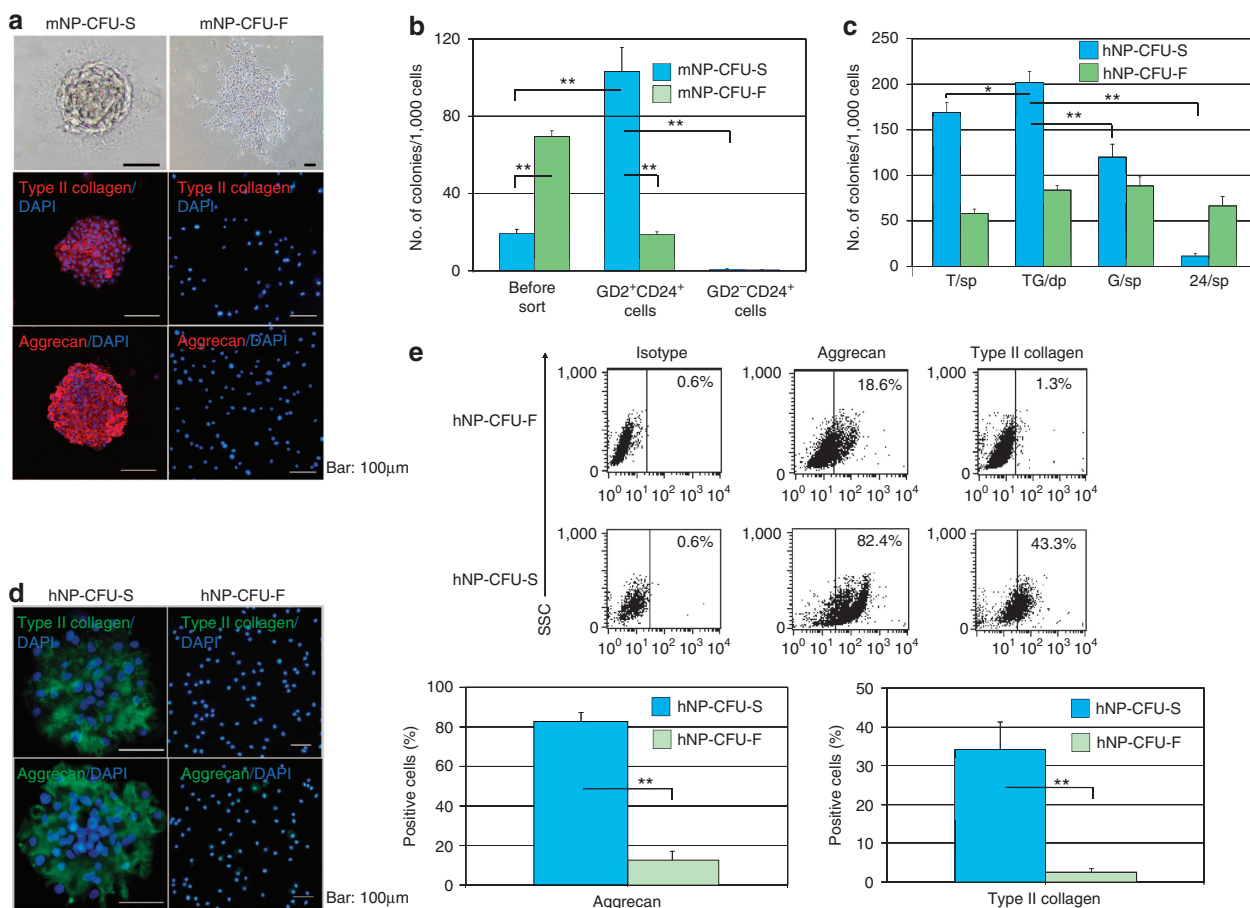 a
mNP-CFU-S
mNP-CFU-F
Type II collagen/
DAPI
Type II collagen/
DAPI
Aggrecan/DAPI
Aggrecan/DAPI
Bar: 100μm
b
No. of colonies/1,000 cells
120
80
40
0
mNP-CFU-S
mNP-CFU-F
**
**
**
**
Before
sort
GD2+CD24+
cells
GD2−CD24+
cells
c
No. of colonies/1,000 cells
250
200
150
100
50
0
hNP-CFU-S
hNP-CFU-F
*
**
**
T/sp
TG/dp
G/sp
24/sp
d
hNP-CFU-S
hNP-CFU-F
Type II collagen/
DAPI
Type II collagen/
DAPI
Aggrecan/DAPI
Aggrecan/DAPI
Bar: 100μm
e
Isotype
Aggrecan
Type II collagen
hNP-CFU-F
1,000
0
0.6%
10⁰ 10¹ 10² 10³ 10⁴
1,000
0
18.6%
10⁰ 10¹ 10² 10³ 10⁴
1,000
0
1.3%
10⁰ 10¹ 10² 10³ 10⁴
hNP-CFU-S
SSC
1,000
0
0.6%
10⁰ 10¹ 10² 10³ 10⁴
1,000
0
82.4%
10⁰ 10¹ 10² 10³ 10⁴
1,000
0
43.3%
10⁰ 10¹ 10² 10³ 10⁴
Positive cells (%)
100
80
60
40
20
0
hNP-CFU-S
hNP-CFU-F
**
Aggrecan
Positive cells (%)
50
40
30
20
10
0
hNP-CFU-S
hNP-CFU-F
**
Type II collagen